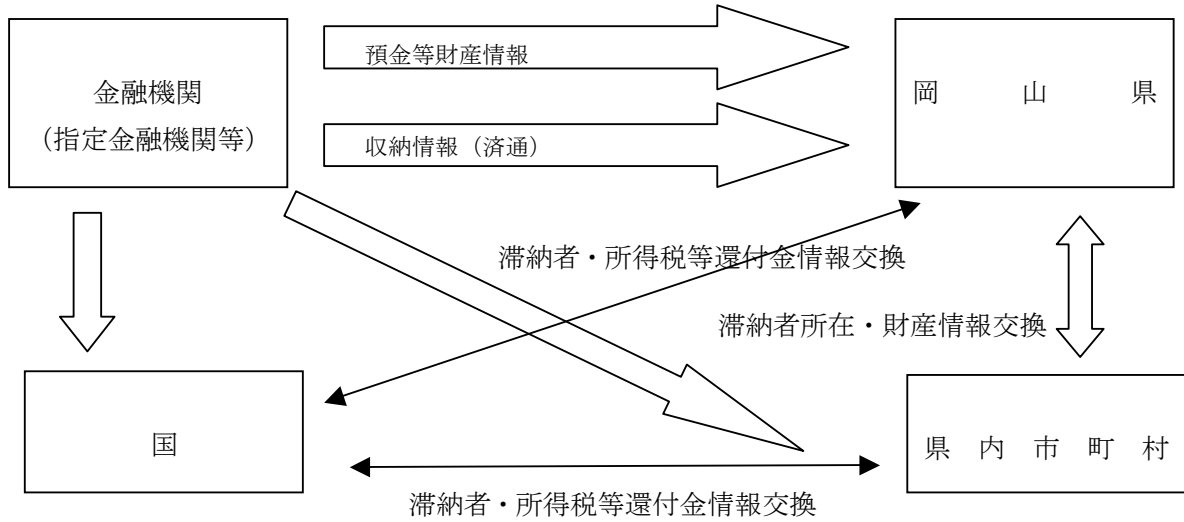 預金等財産情報
金融機関
（指定金融機関等）
岡山県
収納情報（済通）
滞納者・所得税等還付金情報交換
滞納者所在・財産情報交換
国
県内市町村
滞納者・所得税等還付金情報交換